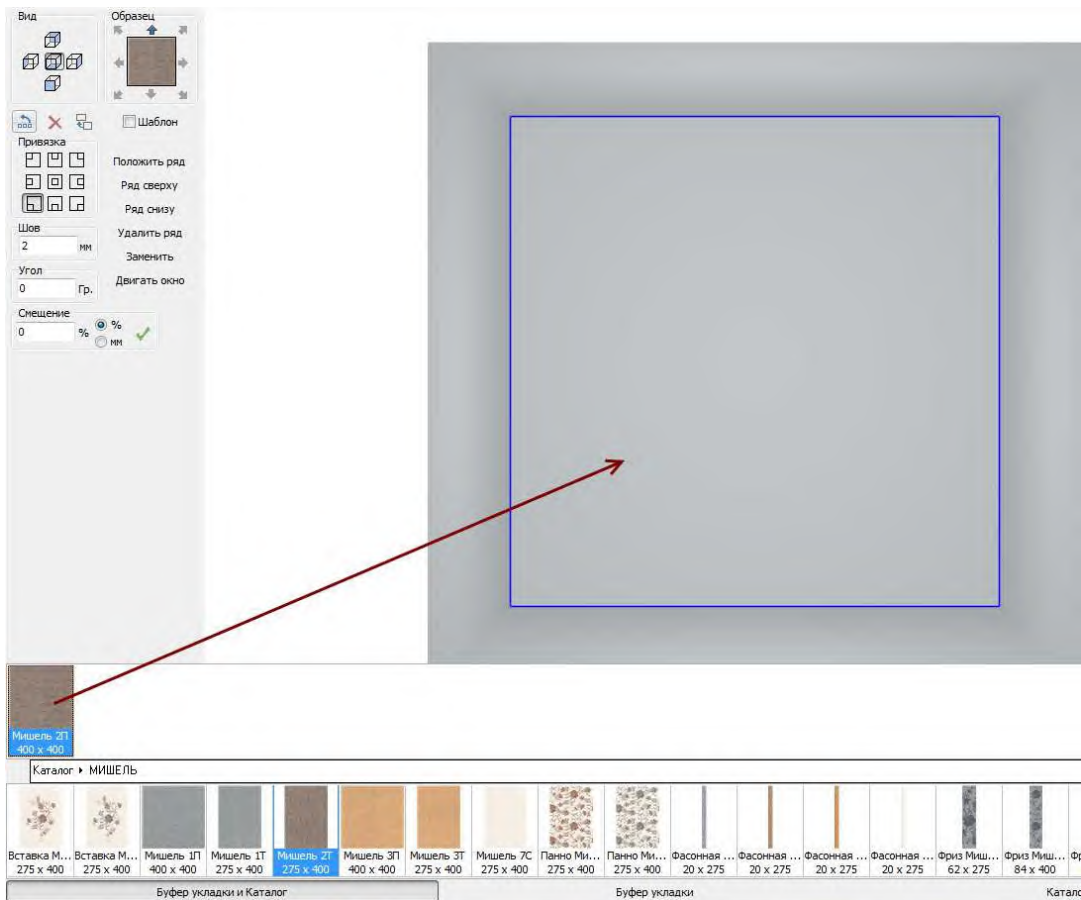 Вид
Образец
Шаблон
Привязка
Положить ряд
Ряд сверху
Ряд снизу
Шов
2 мм
Удалить ряд
Заменить
Угол
0 Гр.
Двигать окно
Смещение
0 % % мм
Мишель 2П
400 x 400
Каталог ▸ МИШЕЛЬ
Вставка М... Вставка М... Мишель 1П Мишель 1Т Мишель 2Т Мишель 3П Мишель 3Т Мишель 7С Панно Ми... Панно Ми... Фасонная ... Фасонная ... Фасонная ... Фасонная ... Фриз Миш... Фриз Миш... Фр
275 x 400 275 x 400 400 x 400 275 x 400 275 x 400 400 x 400 275 x 400 275 x 400 275 x 400 275 x 400 20 x 275 20 x 275 20 x 275 20 x 275 62 x 275 84 x 400
Буфер укладки и Каталог Буфер укладки Катало